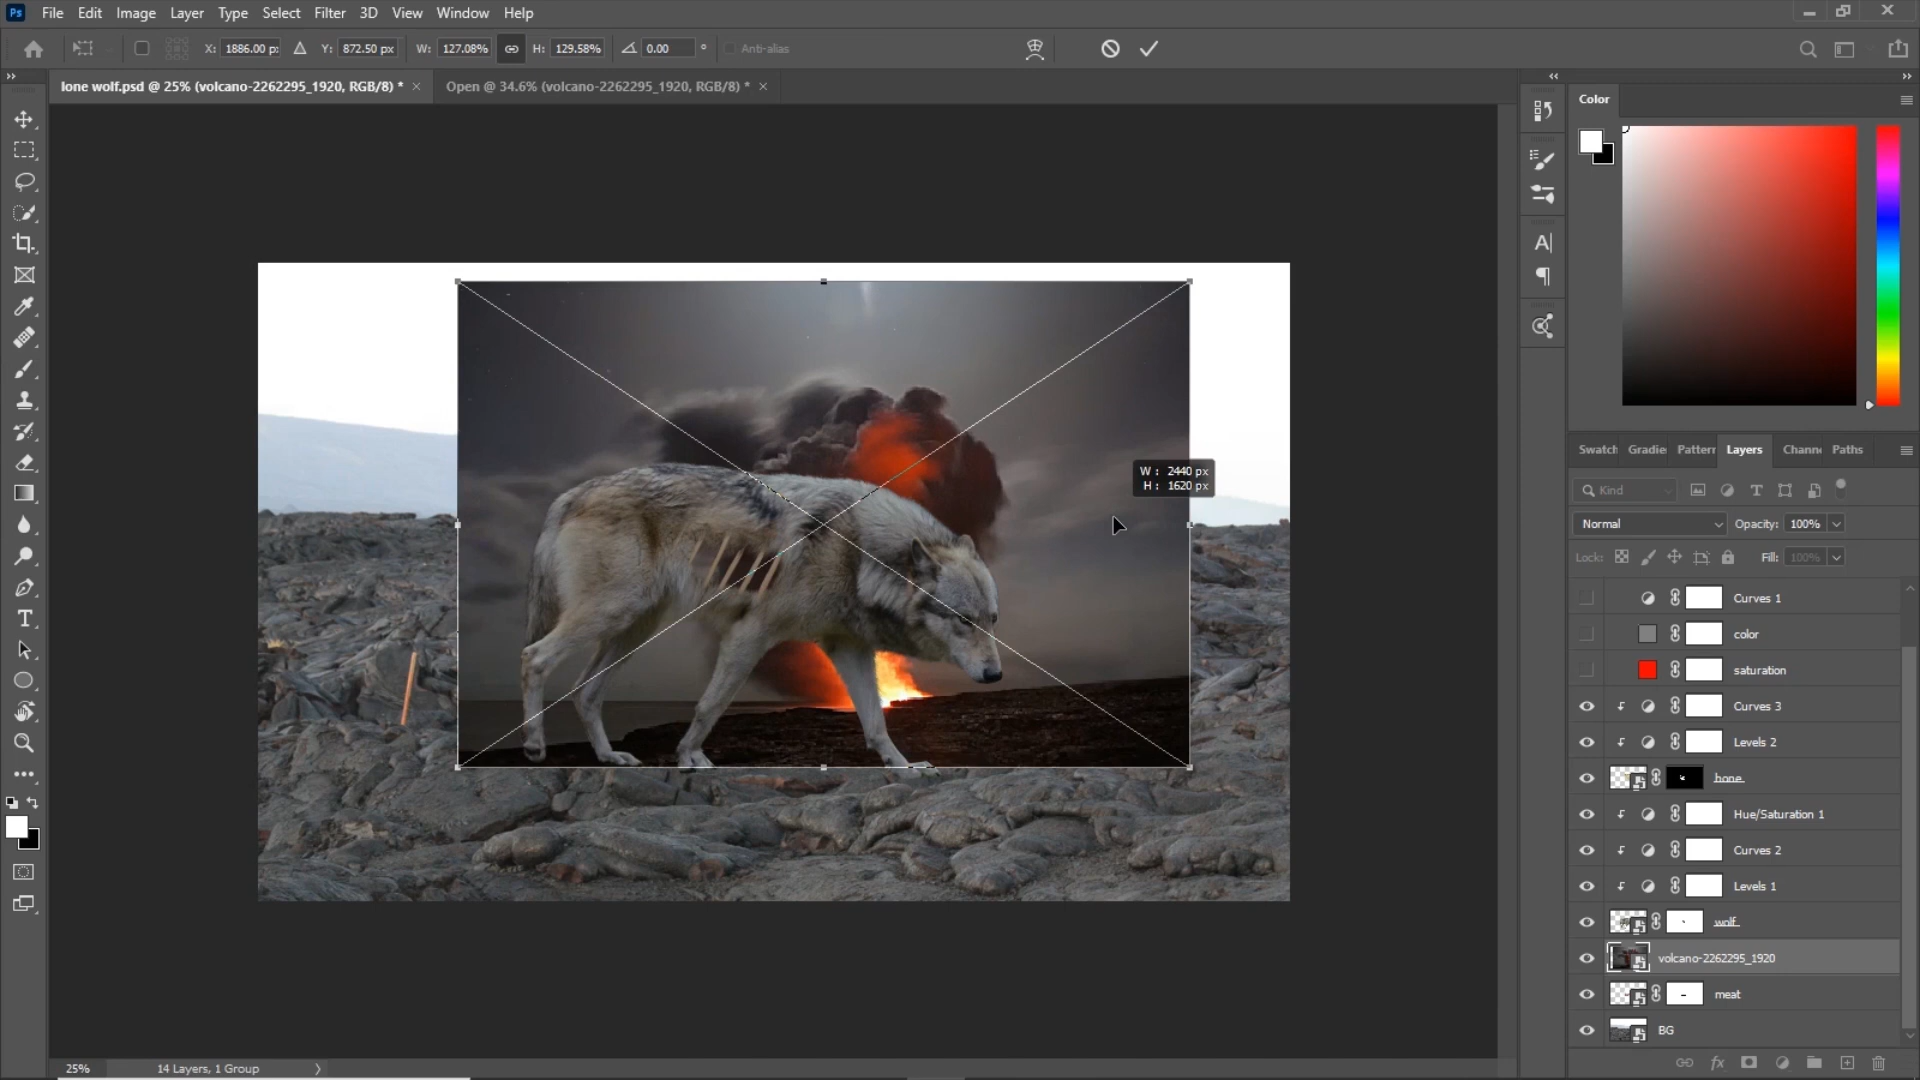 Ps File Edit Image Layer Type Select Filter 3D View Window Help
X: 1886.00 p: Y: 872.50 px W: 127.08% H: 129.58% 0.00 ° Anti-alias
lone wolf.psd @ 25% (volcano-2262295_1920, RGB/8) * × Open @ 34.6% (volcano-2262295_1920, RGB/8) * ×
Color
W : 2440 px
H : 1620 px
Swatch Gradie Pattern Layers Chann Paths
Kind
Normal Opacity: 100%
Lock: Fill: 100%
Curves 1
color
saturation
Curves 3
Levels 2
bone
Hue/Saturation 1
Curves 2
Levels 1
wolf
volcano-2262295_1920
meat
BG
25% 14 Layers, 1 Group